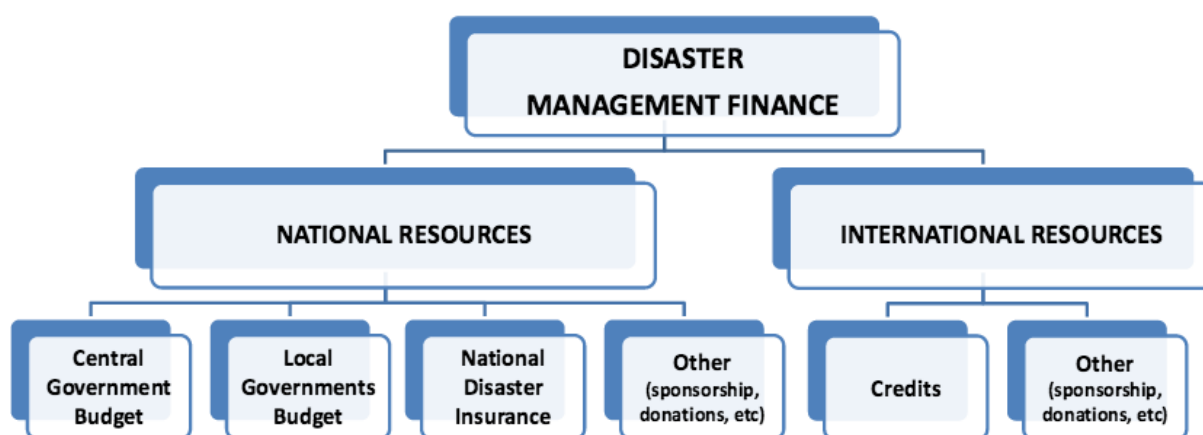 DISASTER
MANAGEMENT FINANCE
NATIONAL RESOURCES
INTERNATIONAL RESOURCES
Central
Government
Budget
Local
Governments
Budget
National
Disaster
Insurance
Other
(sponsorship,
donations, etc)
Credits
Other
(sponsorship,
donations, etc)